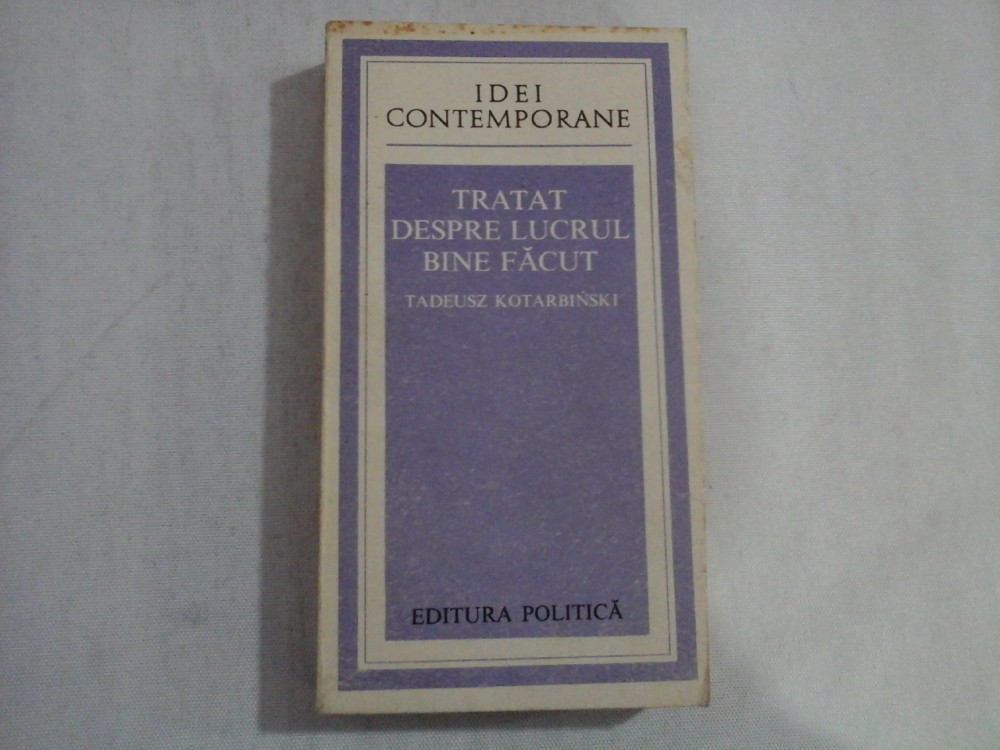 IDEI
CONTEMPORANE
TRATAT
DESPRE LUCRUL
BINE FĂCUT
TADEUSZ KOTARBIŃSKI
EDITURA POLITICĂ